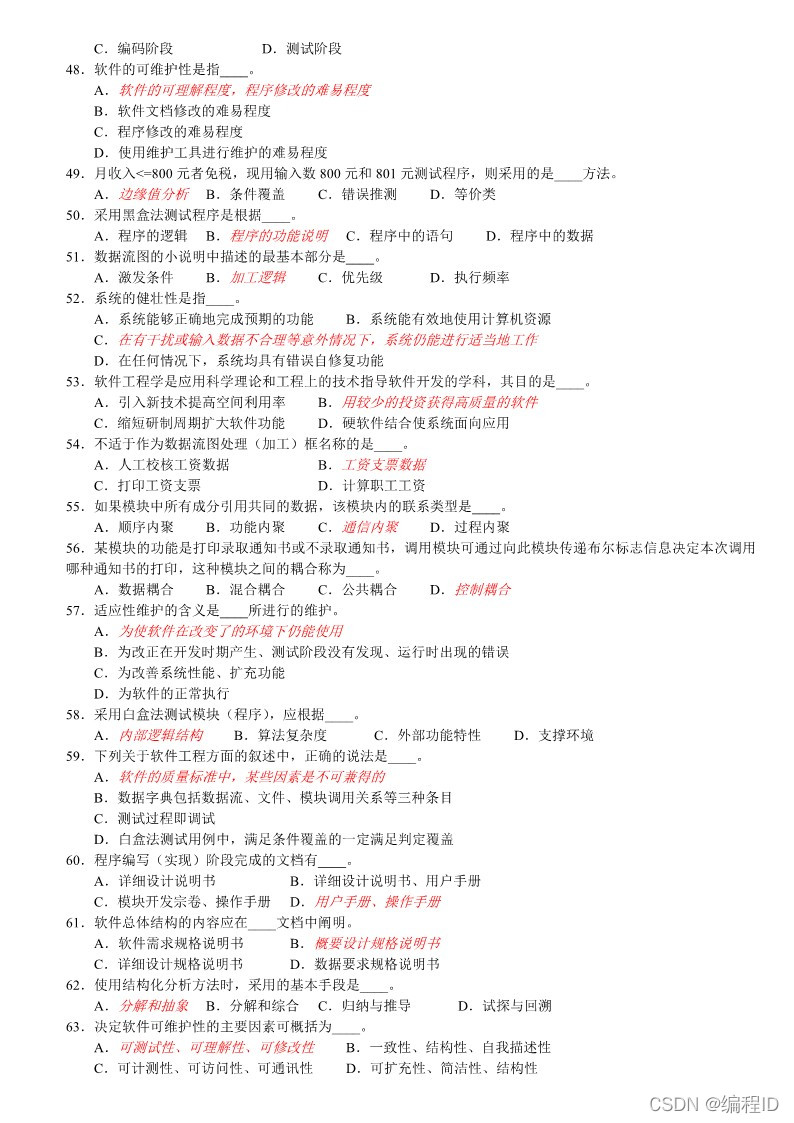 C．编码阶段 D．测试阶段
48．软件的可维护性是指____。
A．软件的可理解程度，程序修改的难易程度
B．软件文档修改的难易程度
C．程序修改的难易程度
D．使用维护工具进行维护的难易程度
49．月收入<=800 元者免税，现用输入数 800 元和 801 元测试程序，则采用的是____方法。
A．边缘值分析 B．条件覆盖 C．错误推测 D．等价类
50．采用黑盒法测试程序是根据____。
A．程序的逻辑 B．程序的功能说明 C．程序中的语句 D．程序中的数据
51．数据流图的小说明中描述的最基本部分是____。
A．激发条件 B．加工逻辑 C．优先级 D．执行频率
52．系统的健壮性是指____。
A．系统能够正确地完成预期的功能 B．系统能有效地使用计算机资源
C．在有干扰或输入数据不合理等意外情况下，系统仍能进行适当地工作
D．在任何情况下，系统均具有错误自修复功能
53．软件工程学是应用科学理论和工程上的技术指导软件开发的学科，其目的是____。
A．引入新技术提高空间利用率 B．用较少的投资获得高质量的软件
C．缩短研制周期扩大软件功能 D．硬软件结合使系统面向应用
54．不适于作为数据流图处理（加工）框名称的是____。
A．人工校核工资数据 B．工资支票数据
C．打印工资支票 D．计算职工工资
55．如果模块中所有成分引用共同的数据，该模块内的联系类型是____。
A．顺序内聚 B．功能内聚 C．通信内聚 D．过程内聚
56．某模块的功能是打印录取通知书或不录取通知书，调用模块可通过向此模块传递布尔标志信息决定本次调用
哪种通知书的打印，这种模块之间的耦合称为____。
A．数据耦合 B．混合耦合 C．公共耦合 D．控制耦合
57．适应性维护的含义是____所进行的维护。
A．为使软件在改变了的环境下仍能使用
B．为改正在开发时期产生、测试阶段没有发现、运行时出现的错误
C．为改善系统性能、扩充功能
D．为软件的正常执行
58．采用白盒法测试模块（程序），应根据____。
A．内部逻辑结构 B．算法复杂度 C．外部功能特性 D．支撑环境
59．下列关于软件工程方面的叙述中，正确的说法是____。
A．软件的质量标准中，某些因素是不可兼得的
B．数据字典包括数据流、文件、模块调用关系等三种条目
C．测试过程即调试
D．白盒法测试用例中，满足条件覆盖的一定满足判定覆盖
60．程序编写（实现）阶段完成的文档有____。
A．详细设计说明书 B．详细设计说明书、用户手册
C．模块开发宗卷、操作手册 D．用户手册、操作手册
61．软件总体结构的内容应在____文档中阐明。
A．软件需求规格说明书 B．概要设计规格说明书
C．详细设计规格说明书 D．数据要求规格说明书
62．使用结构化分析方法时，采用的基本手段是____。
A．分解和抽象 B．分解和综合 C．归纳与推导 D．试探与回溯
63．决定软件可维护性的主要因素可概括为____。
A．可测试性、可理解性、可修改性 B．一致性、结构性、自我描述性
C．可计测性、可访问性、可通讯性 D．可扩充性、简洁性、结构性
CSDN @编程ID